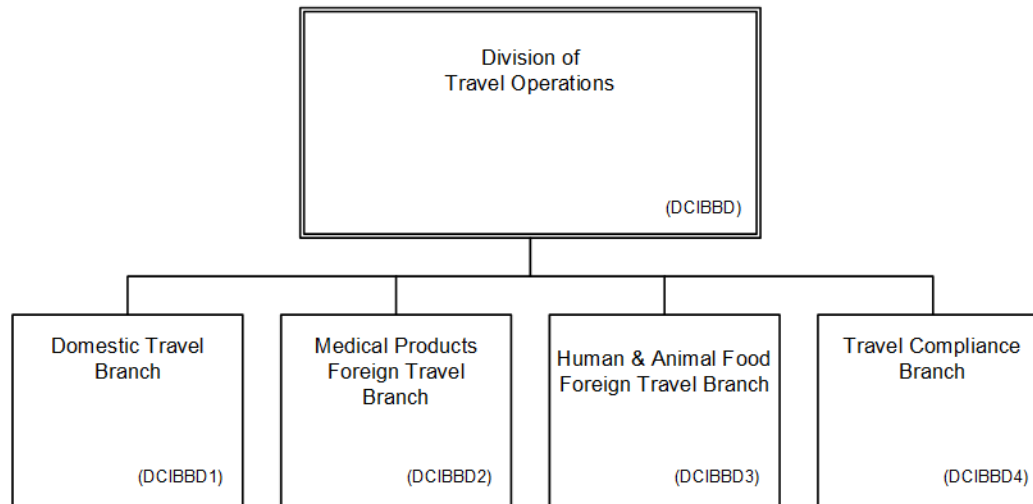 Division of
Travel Operations
(DCIBBD)
Domestic Travel
Branch
(DCIBBD1)
Medical Products
Foreign Travel
Branch
(DCIBBD2)
Human & Animal Food
Foreign Travel Branch
(DCIBBD3)
Travel Compliance
Branch
(DCIBBD4)